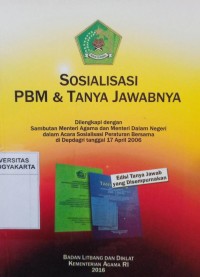 SOSIALISASI
PBM & TANYA JAWABNYA
Dilengkapi dengan
Sambutan Menteri Agama dan Menteri Dalam Negeri
dalam Acara Sosialisasi Peraturan Bersama
di Depdagri tanggal 17 April 2006
VERSITAS
OGYAKARTA
Edisi Tanya Jawab
yang Disempurnakan
BADAN LITBANG DAN DIKLAT
KEMENTERIAN AGAMA RI
2016